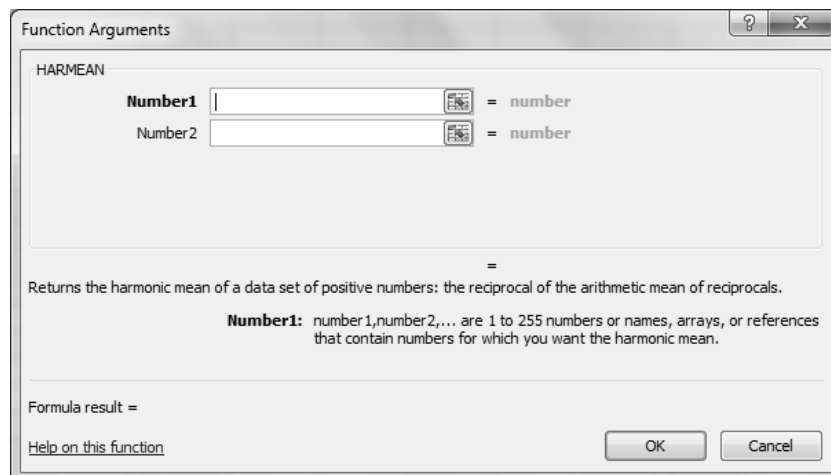 Function Arguments
HARMEAN
Number1 = number
Number2 = number
=
Returns the harmonic mean of a data set of positive numbers: the reciprocal of the arithmetic mean of reciprocals.
Number1: number1,number2,... are 1 to 255 numbers or names, arrays, or references
that contain numbers for which you want the harmonic mean.
Formula result =
Help on this function
OK Cancel